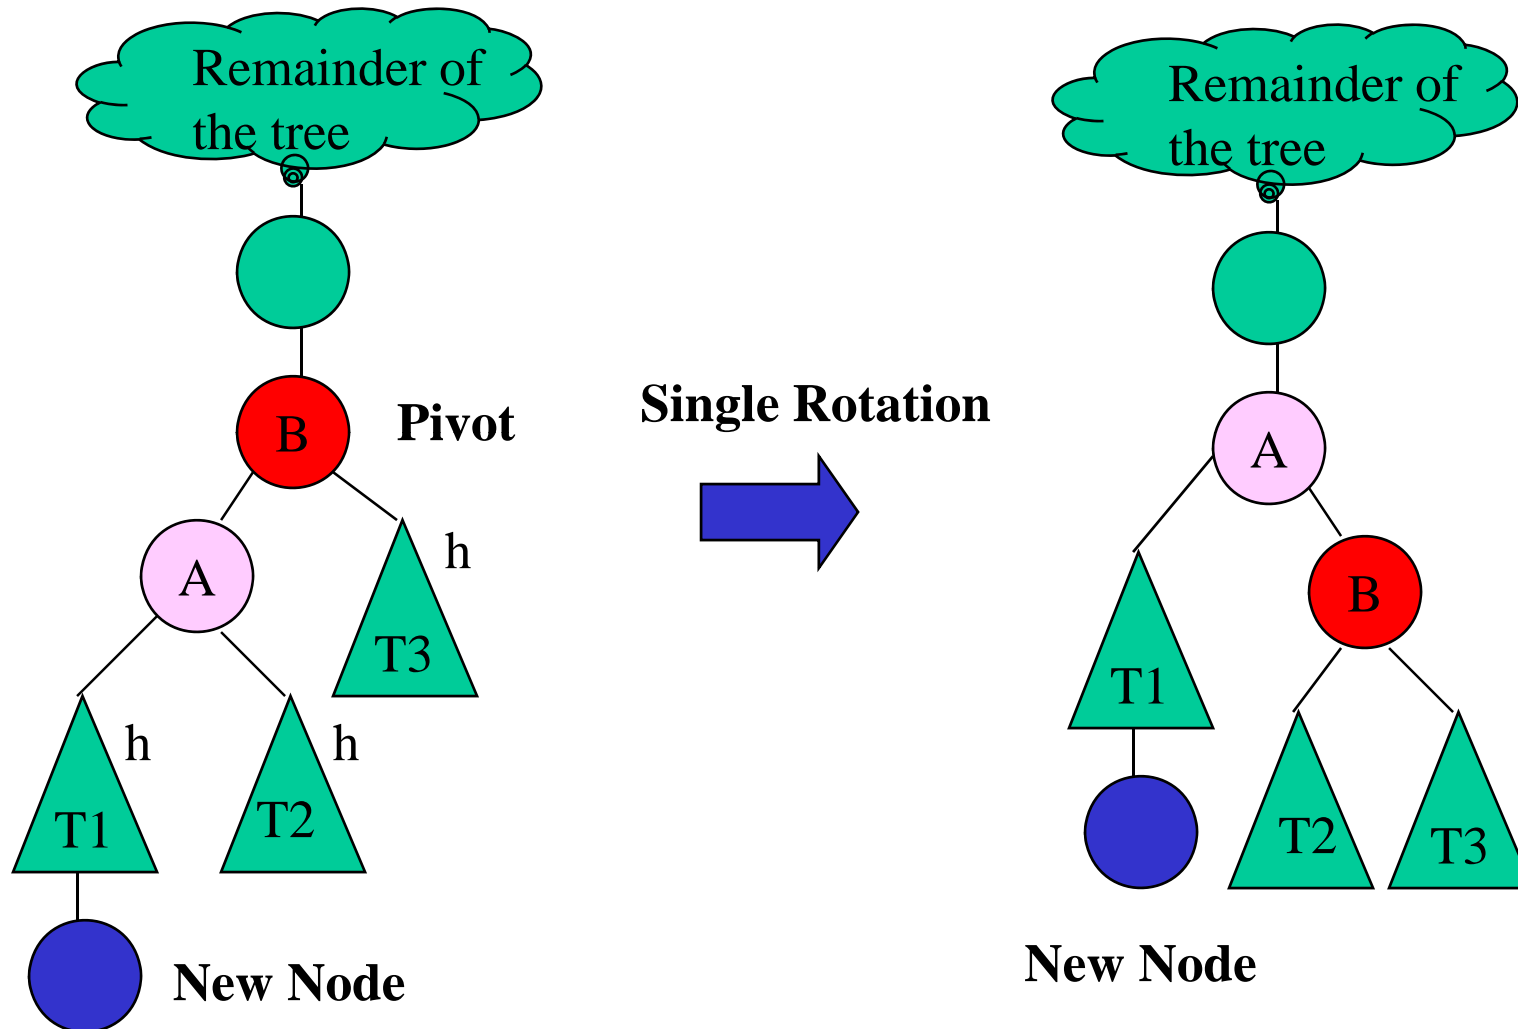 Remainder of
the tree
B
Pivot
A
h
T3
h
T1
h
T2
New Node
Single Rotation
Remainder of
the tree
A
B
T1
T2
T3
New Node